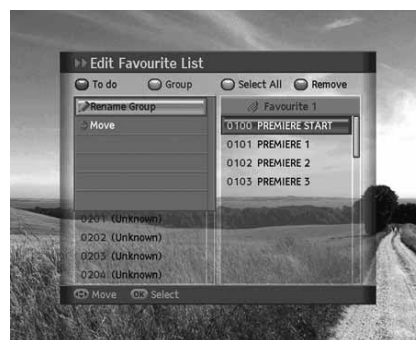 Edit Favourite List
To do Group Select All Remove
Rename Group
Move
0201 (Unknown)
0202 (Unknown)
0203 (Unknown)
0204 (Unknown)
Favourite 1
0100 PREMIERE START
0101 PREMIERE 1
0102 PREMIERE 2
0103 PREMIERE 3
Move OK Select